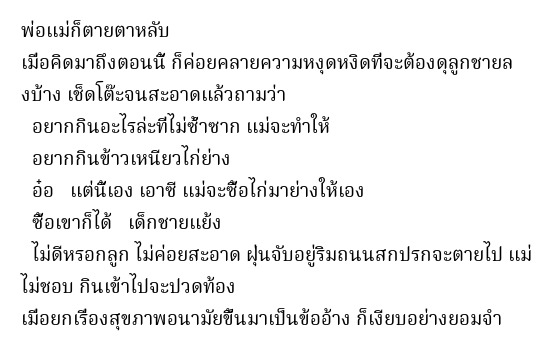 พ่อแม่ก็ตายตาหลับ
เมื่อคิดมาถึงตอนนี้ ก็ค่อยคลายความหงุดหงิดที่จะต้องดุลูกชายล
งบ้าง เช็ดโต๊ะจนสะอาดแล้วถามว่า
อยากกินอะไรล่ะที่ไม่ซ้ำซาก แม่จะทำให้
อยากกินข้าวเหนียวไก่ย่าง
อ๋อ แต่นี้เอง เอาซี แม่จะซื้อไก่มาย่างให้เอง
ซื้อเขาก็ได้ เด็กชายแย้ง
ไม่ดีหรอกลูก ไม่ค่อยสะอาด ฝุ่นจับอยู่ริมถนนสกปรกจะตายไป แม่
ไม่ชอบ กินเข้าไปจะปวดท้อง
เมื่อยกเรื่องสุขภาพอนามัยขึ้นมาเป็นข้ออ้าง ก็เงียบอย่างยอมจำ